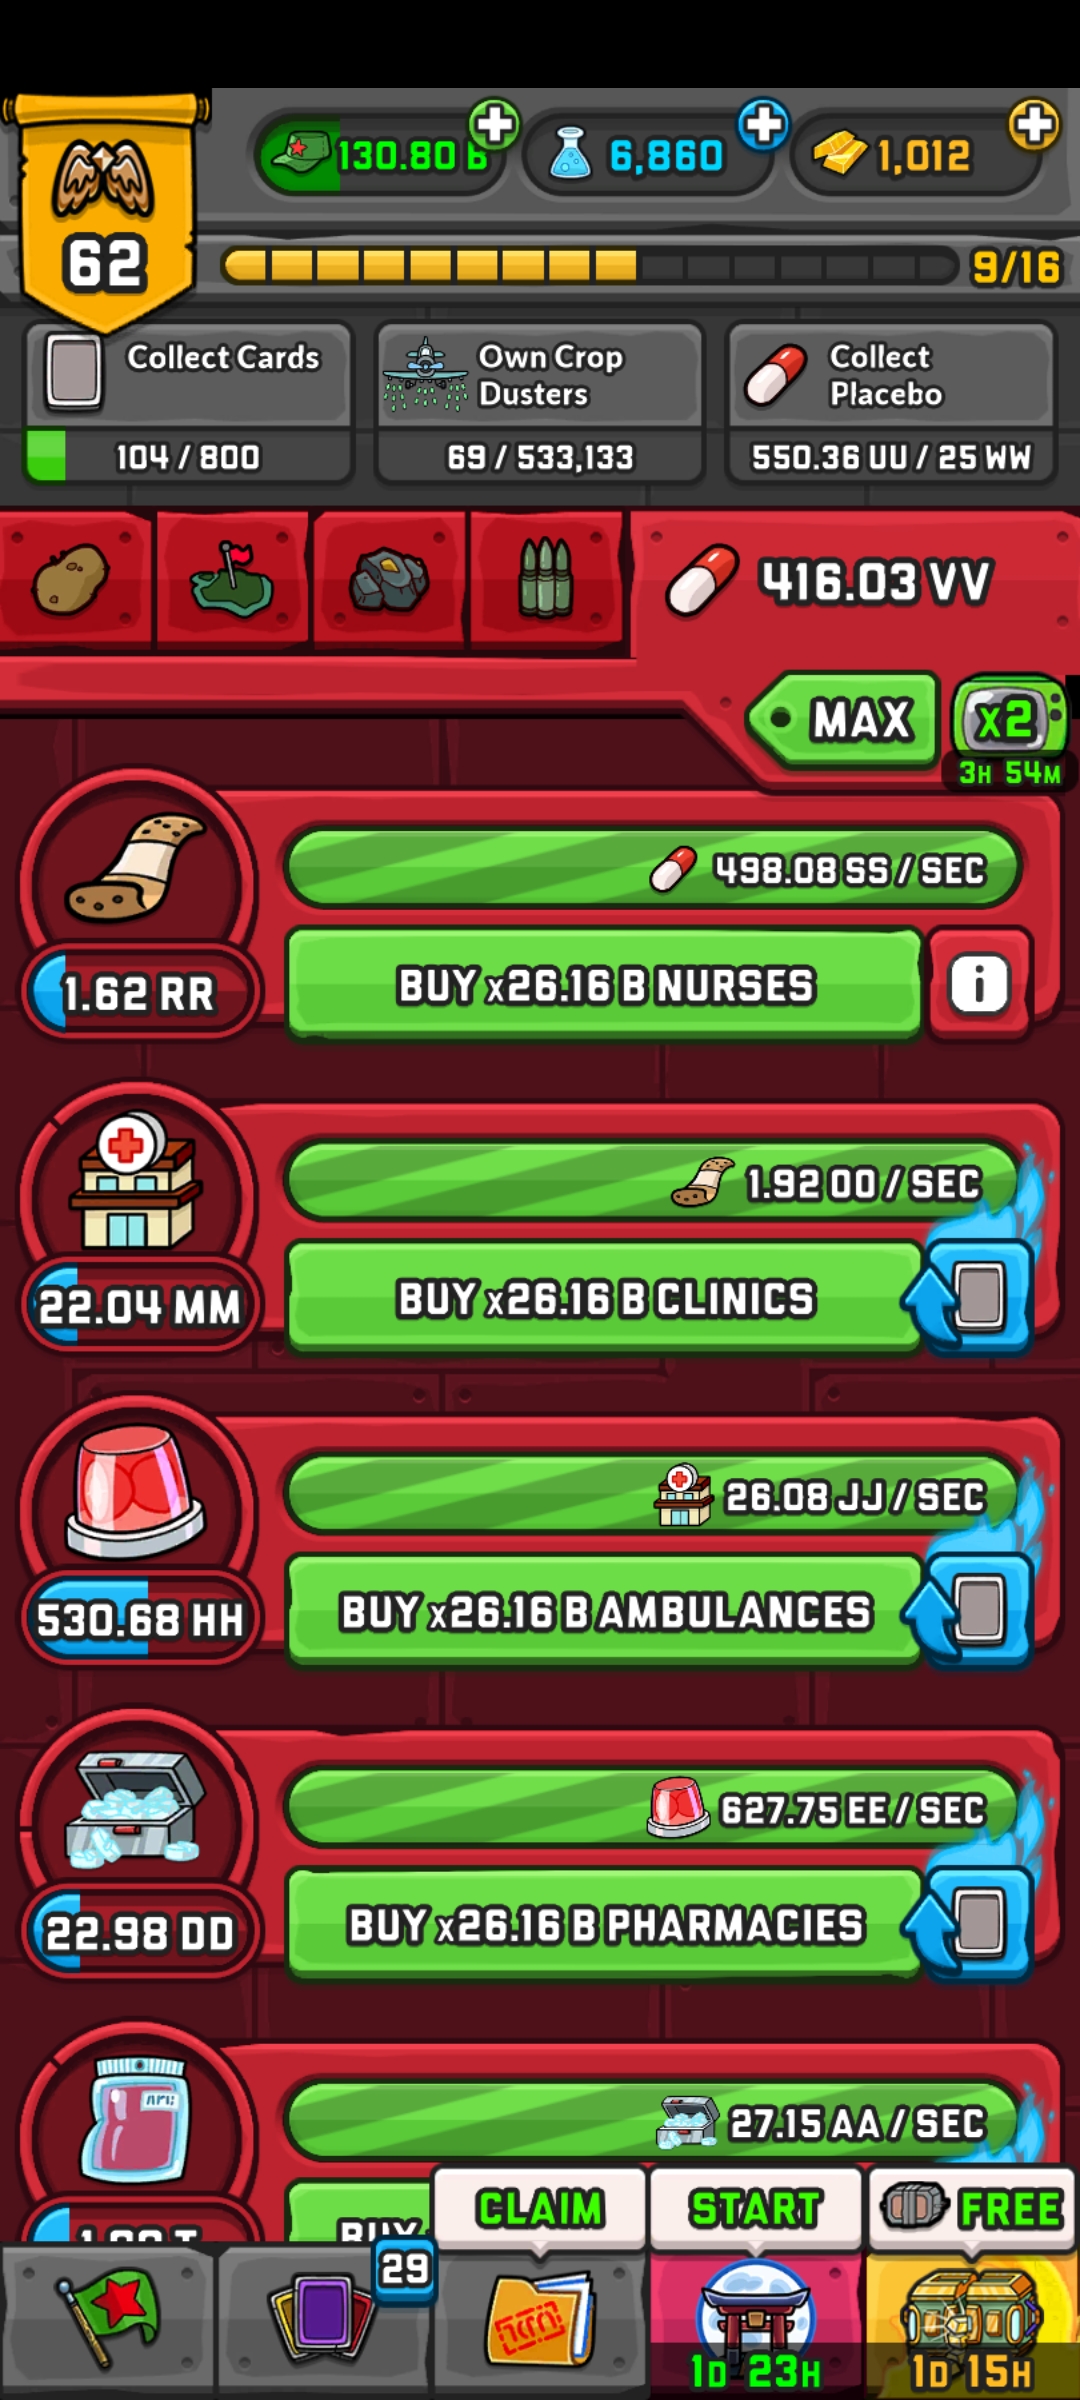 130.80 B
6,860
1,012
62
9/16
Collect Cards
104 / 800
Own Crop
Dusters
69 / 533,133
Collect
Placebo
550.36 UU / 25 WW
416.03 VV
MAX
x2
3H 54M
498.08 SS / SEC
1.62 RR
BUY x26.16 B NURSES
i
1.92 OO / SEC
22.04 MM
BUY x26.16 B CLINICS
26.08 JJ / SEC
530.68 HH
BUY x26.16 B AMBULANCES
627.75 EE / SEC
22.98 DD
BUY x26.16 B PHARMACIES
27.15 AA / SEC
BUY
CLAIM
START
FREE
29
1D 23H
1D 15H